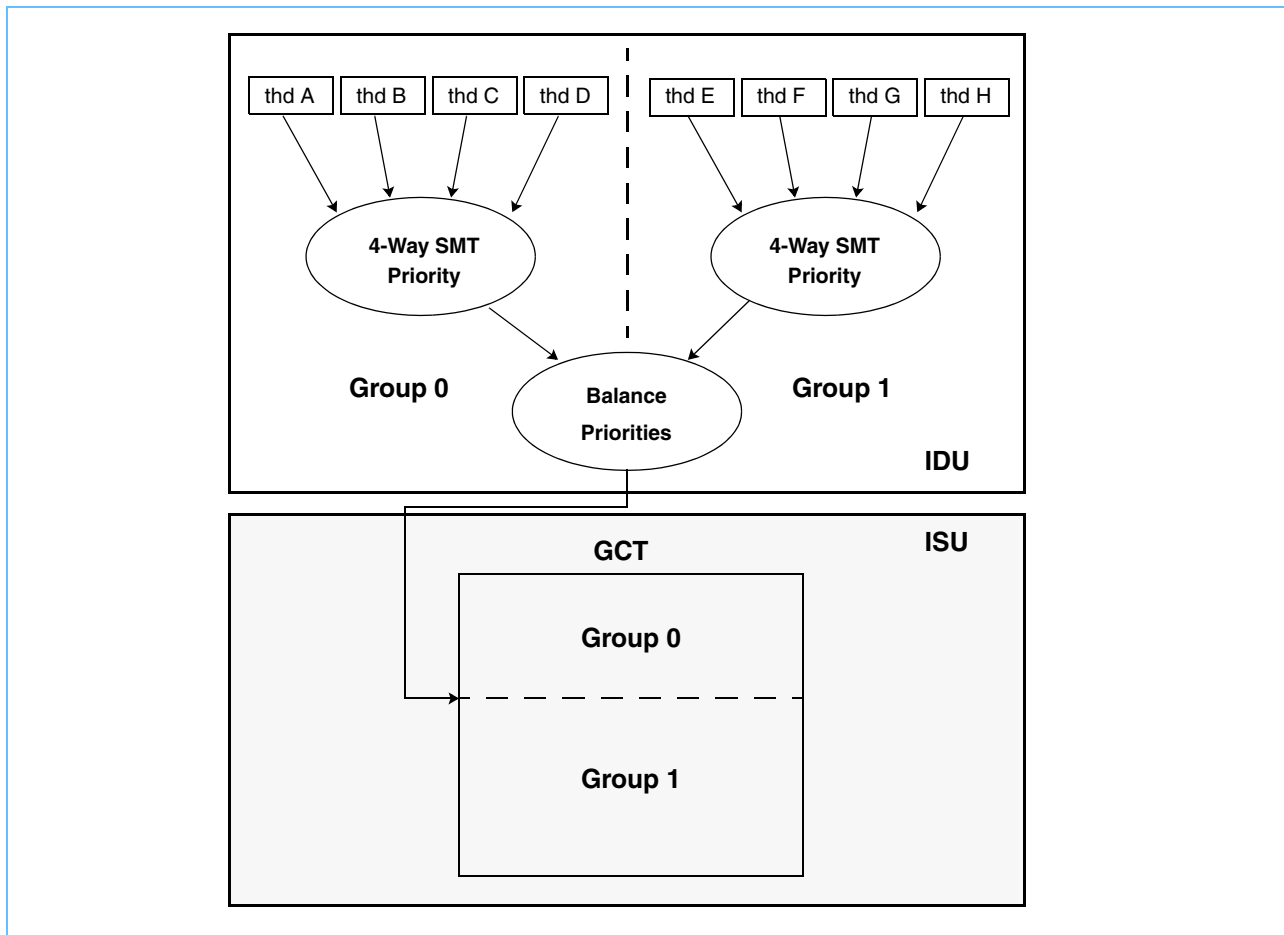 thd A
thd B
thd C
thd D
thd E
thd F
thd G
thd H
4-Way SMT
Priority
4-Way SMT
Priority
Group 0
Balance
Priorities
Group 1
IDU
ISU
GCT
Group 0
Group 1